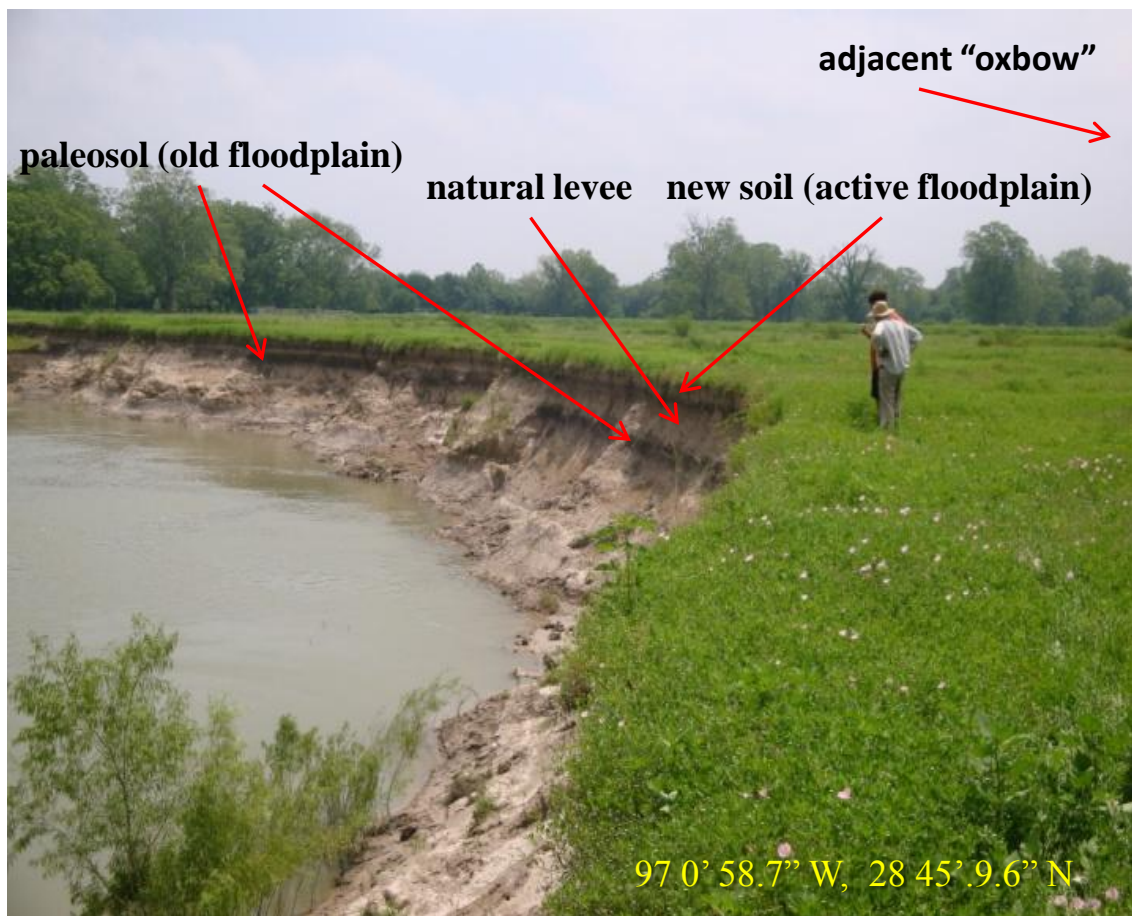 adjacent “oxbow”
paleosol (old floodplain)
natural levee
new soil (active floodplain)
97 0’ 58.7” W,  28 45’.9.6” N